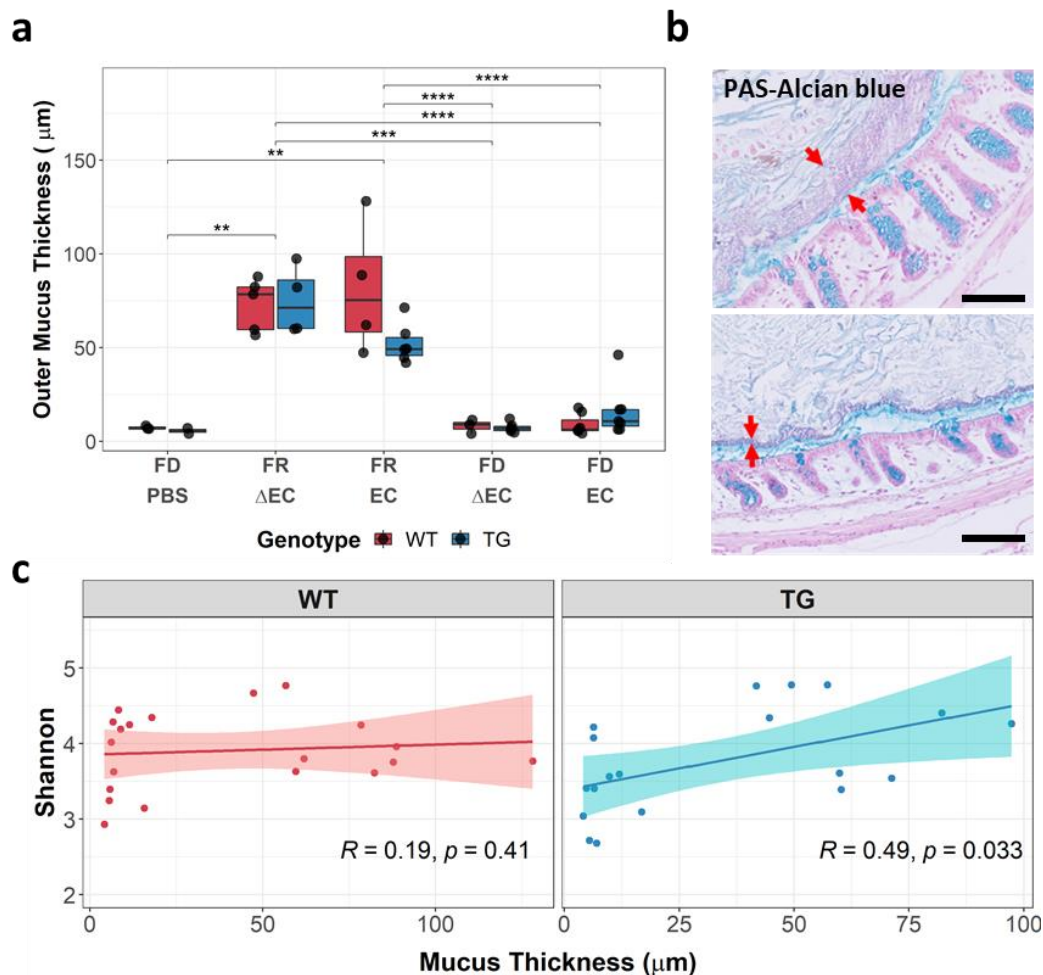 a
b
****
****
****
***
**
**
Outer Mucus Thickness ( μm)
150
100
50
0
FD
PBS
FR
ΔEC
FR
EC
FD
ΔEC
FD
EC
Genotype WT TG
PAS-Alcian blue
c
WT
TG
Shannon
5
4
3
2
R = 0.19, p = 0.41
R = 0.49, p = 0.033
0 50 100
0 25 50 75 100
Mucus Thickness (μm)